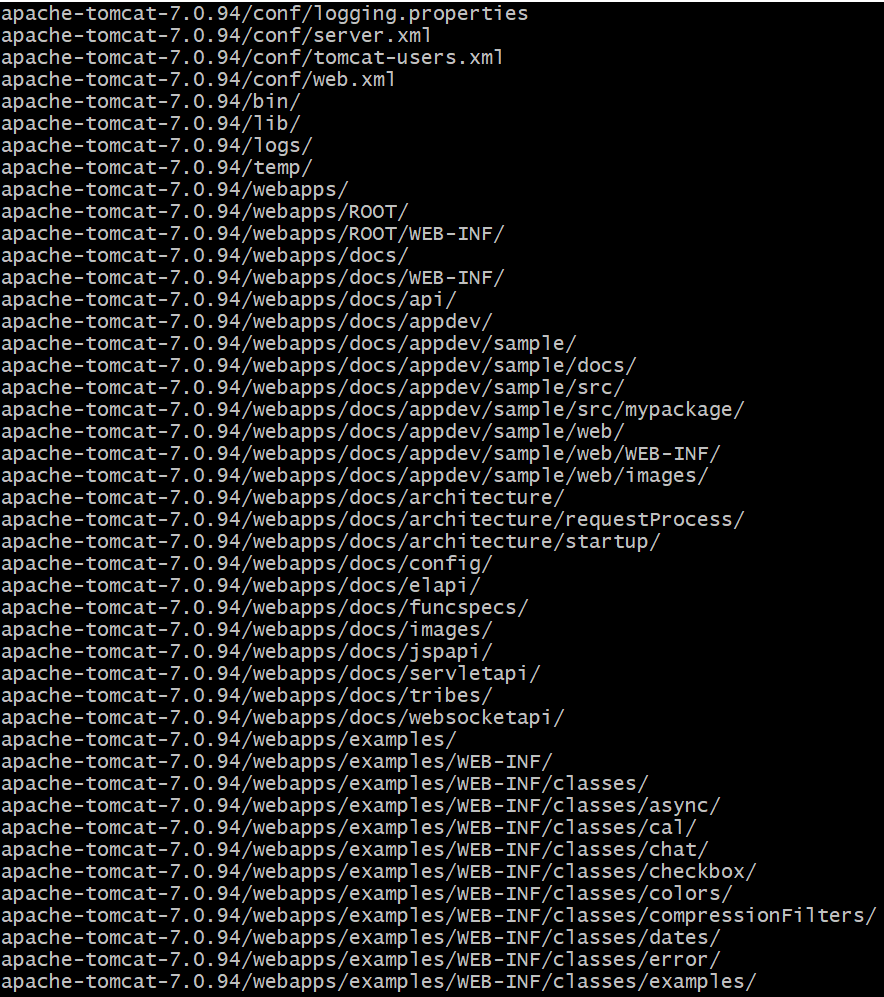 apache-tomcat-7.0.94/conf/logging.properties
apache-tomcat-7.0.94/conf/server.xml
apache-tomcat-7.0.94/conf/tomcat-users.xml
apache-tomcat-7.0.94/conf/web.xml
apache-tomcat-7.0.94/bin/
apache-tomcat-7.0.94/lib/
apache-tomcat-7.0.94/logs/
apache-tomcat-7.0.94/temp/
apache-tomcat-7.0.94/webapps/
apache-tomcat-7.0.94/webapps/ROOT/
apache-tomcat-7.0.94/webapps/ROOT/WEB-INF/
apache-tomcat-7.0.94/webapps/docs/
apache-tomcat-7.0.94/webapps/docs/WEB-INF/
apache-tomcat-7.0.94/webapps/docs/api/
apache-tomcat-7.0.94/webapps/docs/appdev/
apache-tomcat-7.0.94/webapps/docs/appdev/sample/
apache-tomcat-7.0.94/webapps/docs/appdev/sample/docs/
apache-tomcat-7.0.94/webapps/docs/appdev/sample/src/
apache-tomcat-7.0.94/webapps/docs/appdev/sample/src/mypackage/
apache-tomcat-7.0.94/webapps/docs/appdev/sample/web/
apache-tomcat-7.0.94/webapps/docs/appdev/sample/web/WEB-INF/
apache-tomcat-7.0.94/webapps/docs/appdev/sample/web/images/
apache-tomcat-7.0.94/webapps/docs/architecture/
apache-tomcat-7.0.94/webapps/docs/architecture/requestProcess/
apache-tomcat-7.0.94/webapps/docs/architecture/startup/
apache-tomcat-7.0.94/webapps/docs/config/
apache-tomcat-7.0.94/webapps/docs/elapi/
apache-tomcat-7.0.94/webapps/docs/funcspecs/
apache-tomcat-7.0.94/webapps/docs/images/
apache-tomcat-7.0.94/webapps/docs/jspapi/
apache-tomcat-7.0.94/webapps/docs/servletapi/
apache-tomcat-7.0.94/webapps/docs/tribes/
apache-tomcat-7.0.94/webapps/docs/websocketapi/
apache-tomcat-7.0.94/webapps/examples/
apache-tomcat-7.0.94/webapps/examples/WEB-INF/
apache-tomcat-7.0.94/webapps/examples/WEB-INF/classes/
apache-tomcat-7.0.94/webapps/examples/WEB-INF/classes/async/
apache-tomcat-7.0.94/webapps/examples/WEB-INF/classes/cal/
apache-tomcat-7.0.94/webapps/examples/WEB-INF/classes/chat/
apache-tomcat-7.0.94/webapps/examples/WEB-INF/classes/checkbox/
apache-tomcat-7.0.94/webapps/examples/WEB-INF/classes/colors/
apache-tomcat-7.0.94/webapps/examples/WEB-INF/classes/compressionFilters/
apache-tomcat-7.0.94/webapps/examples/WEB-INF/classes/dates/
apache-tomcat-7.0.94/webapps/examples/WEB-INF/classes/error/
apache-tomcat-7.0.94/webapps/examples/WEB-INF/classes/examples/